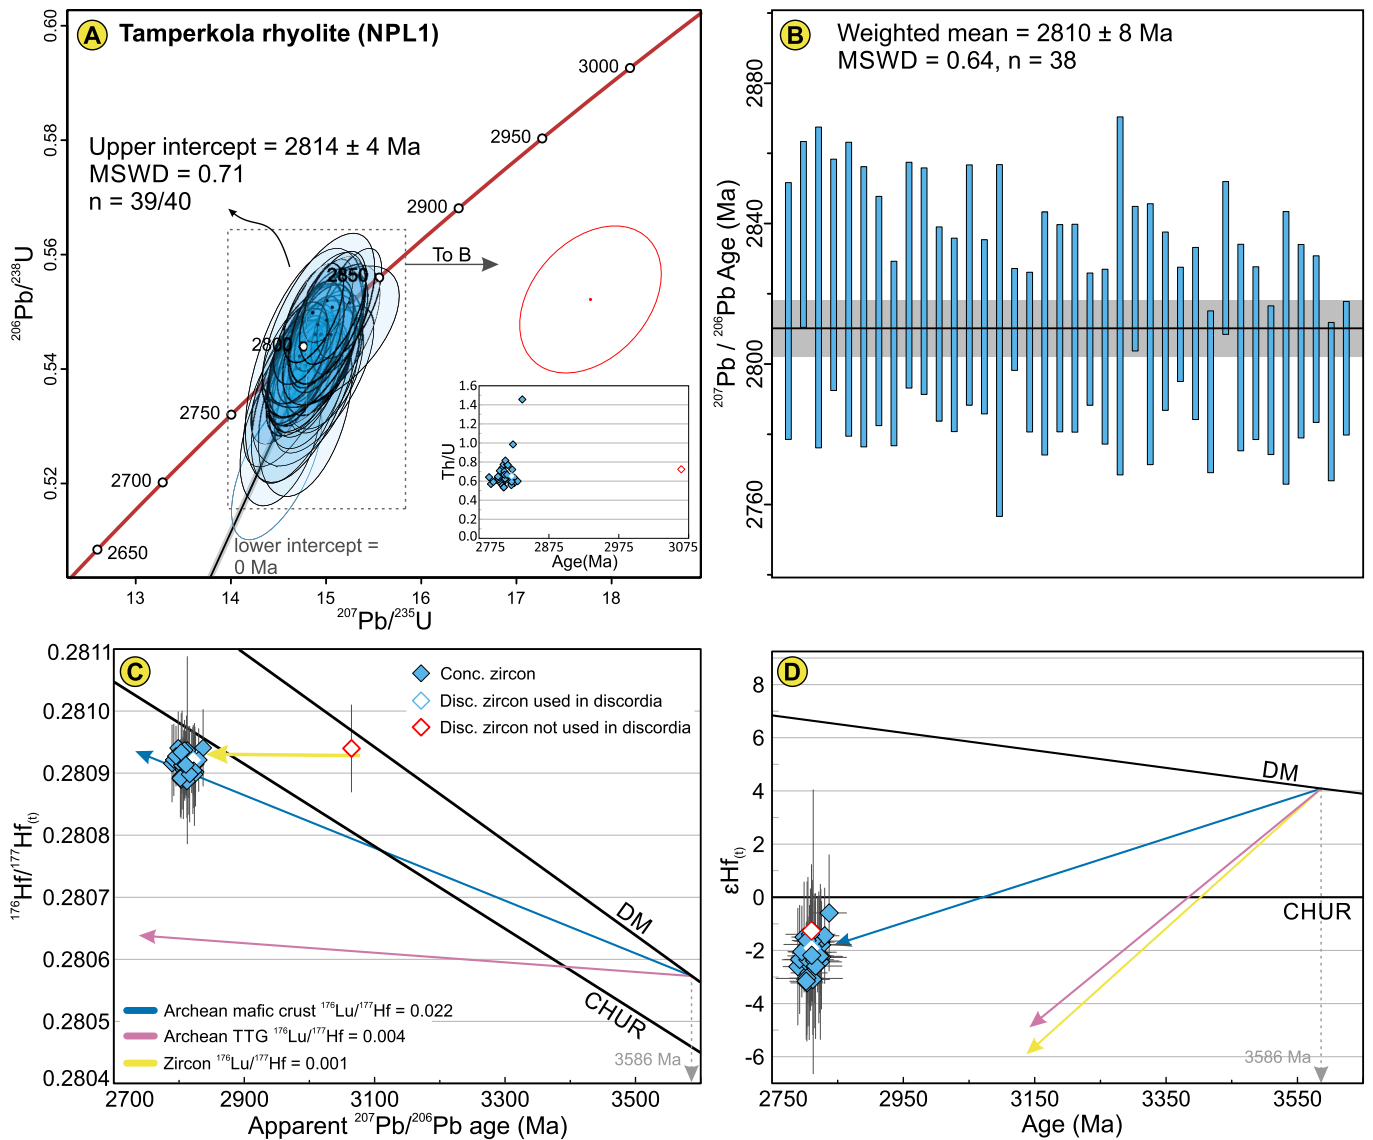 A Tamperkola rhyolite (NPL1)
Upper intercept = 2814 ± 4 Ma
MSWD = 0.71
n = 39/40
3000
2950
2900
2850
2800
2750
2700
2650
To B
lower intercept =
0 Ma
0.60
0.58
0.56
0.54
0.52
²⁰⁶Pb/²³⁸U
13 14 15 16 17 18
²⁰⁷Pb/²³⁵U
1.6
1.4
1.2
1.0
0.8
0.6
0.4
0.2
0.0
Th/U
2775 2875 2975 3075
Age(Ma)
B Weighted mean = 2810 ± 8 Ma
MSWD = 0.64, n = 38
2880
2840
2800
2760
²⁰⁷Pb / ²⁰⁶Pb Age (Ma)
C
Conc. zircon
Disc. zircon used in discordia
Disc. zircon not used in discordia
0.2811
0.2810
0.2809
0.2808
0.2807
0.2806
0.2805
0.2804
¹⁷⁶Hf/¹⁷⁷Hf(t)
DM
CHUR
Archean mafic crust ¹⁷⁶Lu/¹⁷⁷Hf = 0.022
Archean TTG ¹⁷⁶Lu/¹⁷⁷Hf = 0.004
Zircon ¹⁷⁶Lu/¹⁷⁷Hf = 0.001
3586 Ma
2700 2900 3100 3300 3500
Apparent ²⁰⁷Pb/²⁰⁶Pb age (Ma)
D
8
6
4
2
0
-2
-4
-6
εHf(t)
DM
CHUR
3586 Ma
2750 2950 3150 3350 3550
Age (Ma)